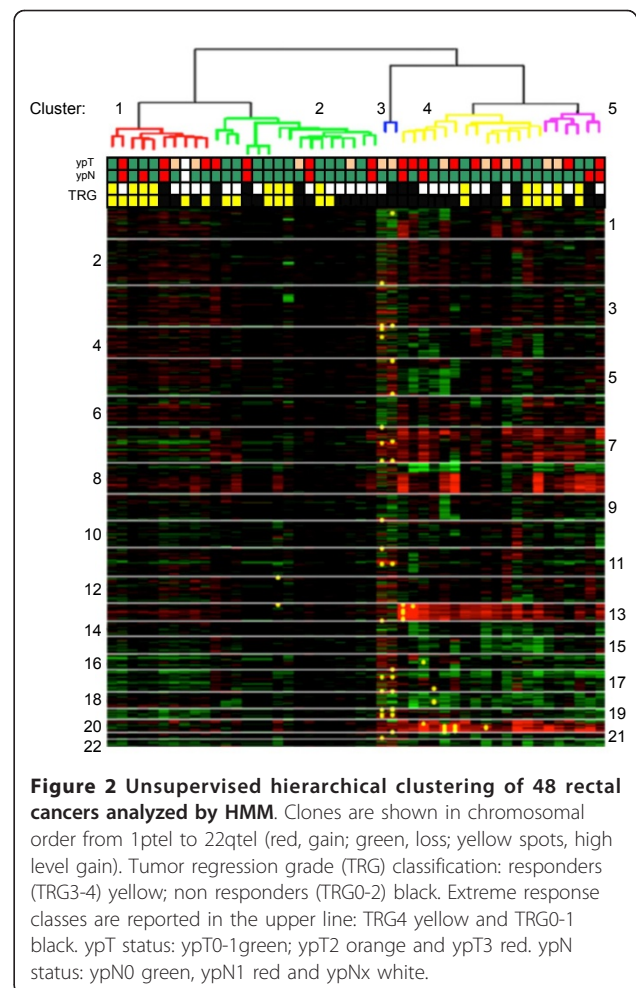 Cluster: 1 2 3 4 5
ypT
ypN
TRG
1
2
3
4
5
6
7
8
9
10
11
12
13
14
15
16
17
18
19
20
21
22
Figure 2 Unsupervised hierarchical clustering of 48 rectal
cancers analyzed by HMM. Clones are shown in chromosomal
order from 1ptel to 22qtel (red, gain; green, loss; yellow spots, high
level gain). Tumor regression grade (TRG) classification: responders
(TRG3-4) yellow; non responders (TRG0-2) black. Extreme response
classes are reported in the upper line: TRG4 yellow and TRG0-1
black. ypT status: ypT0-1green; ypT2 orange and ypT3 red. ypN
status: ypN0 green, ypN1 red and ypNx white.